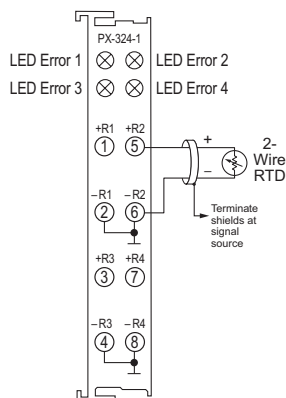 PX-324-1
LED Error 1 LED Error 2
LED Error 3 LED Error 4
+R1 +R2
1 5
+ 2-
Wire
RTD
–
–R1 –R2
2 6
Terminate
shields at
signal
source
+R3 +R4
3 7
–R3 –R4
4 8